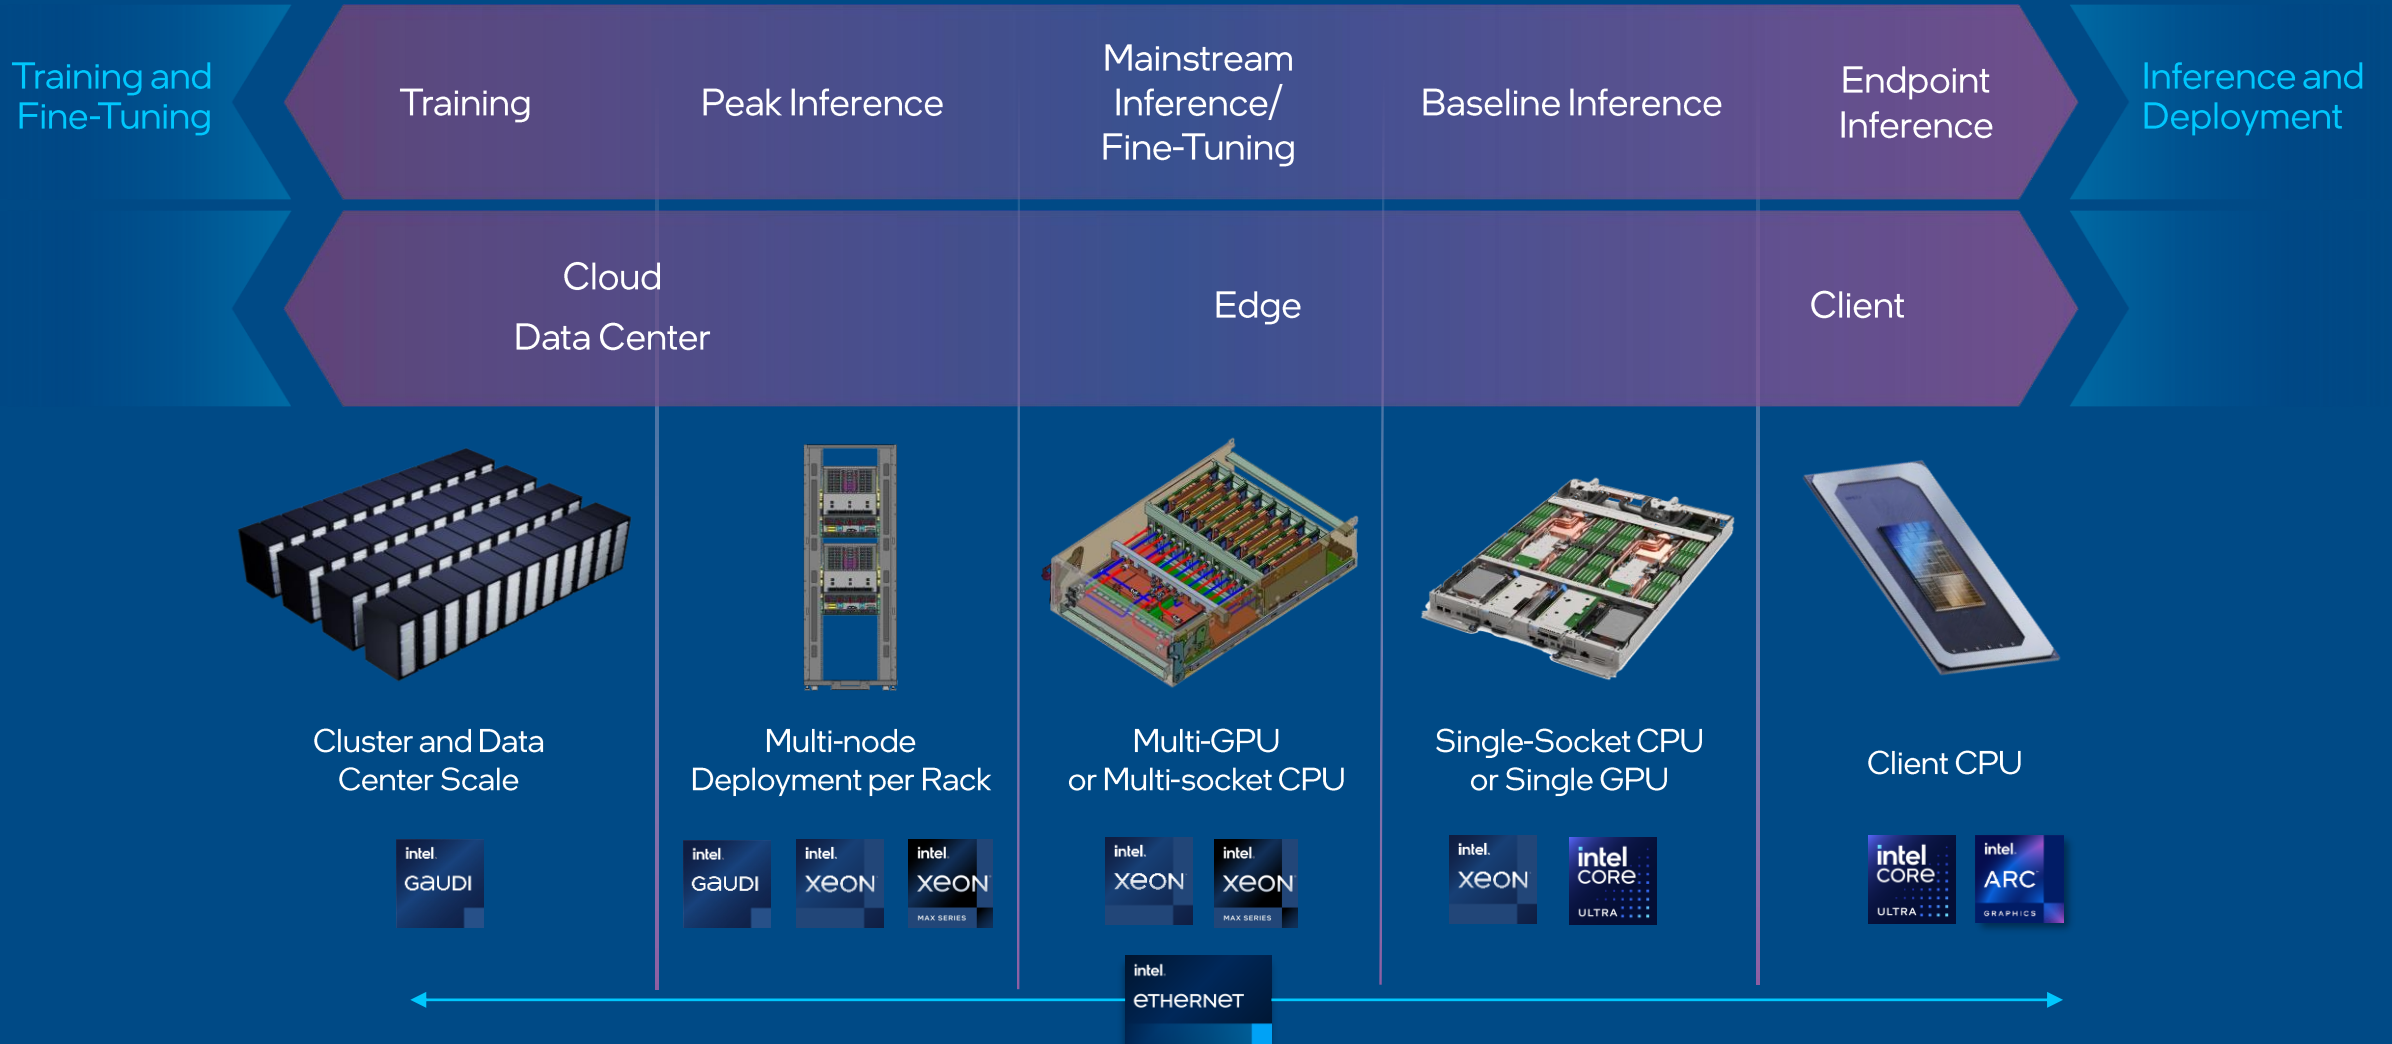 Training and
Fine-Tuning
Training
Peak Inference
Mainstream
Inference/
Fine-Tuning
Baseline Inference
Endpoint
Inference
Inference and
Deployment
Cloud
Data Center
Edge
Client
Cluster and Data
Center Scale
Multi-node
Deployment per Rack
Multi-GPU
or Multi-socket CPU
Single-Socket CPU
or Single GPU
Client CPU
intel.
GAUDI
intel.
GAUDI
intel.
XEON
intel.
XEON
MAX SERIES
intel.
XEON
intel.
XEON
MAX SERIES
intel.
XEON
intel
CORE
ULTRA
intel
CORE
ULTRA
intel.
ARC
GRAPHICS
intel.
ETHERNET